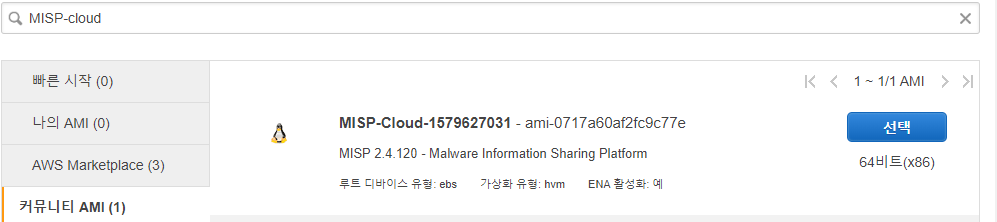 MISP-cloud
빠른 시작 (0)
나의 AMI (0)
AWS Marketplace (3)
커뮤니티 AMI (1)
1 ~ 1/1 AMI
MISP-Cloud-1579627031 - ami-0717a60af2fc9c77e
선택
MISP 2.4.120 - Malware Information Sharing Platform
64비트(x86)
루트 디바이스 유형: ebs 가상화 유형: hvm ENA 활성화: 예